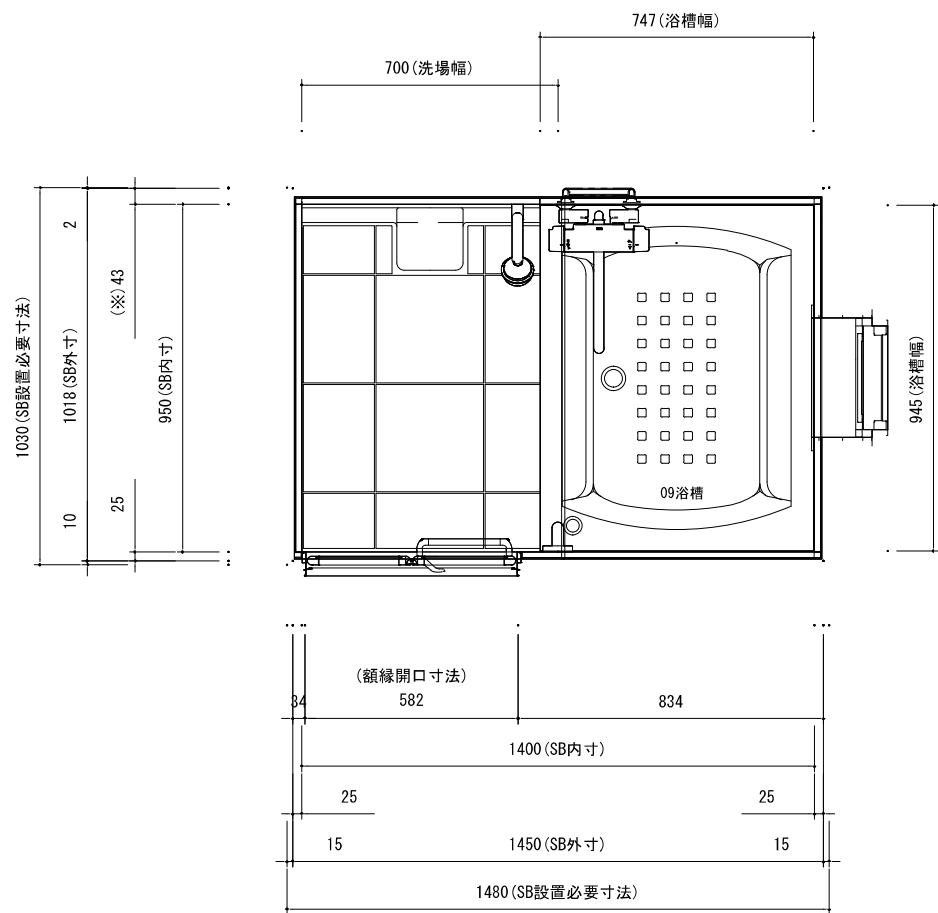 747(浴槽幅)
700(洗場幅)
2
(※)43
1030(SB設置必要寸法)
1018(SB外寸)
950(SB内寸)
945(浴槽幅)
10
25
09浴槽
(額縁開口寸法)
34
582
834
1400(SB内寸)
25
25
15
1450(SB外寸)
15
1480(SB設置必要寸法)